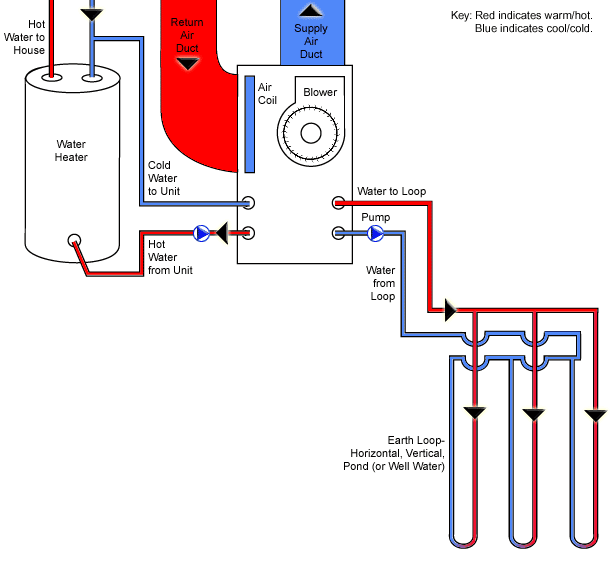 Key: Red indicates warm/hot.
Blue indicates cool/cold.
Hot
Water to
House
Return
Air
Duct
Supply
Air
Duct
Air
Coil
Blower
Water
Heater
Cold
Water
to Unit
Water to Loop
Pump
Hot
Water
from Unit
Water
from
Loop
Earth Loop-
Horizontal, Vertical,
Pond (or Well Water)